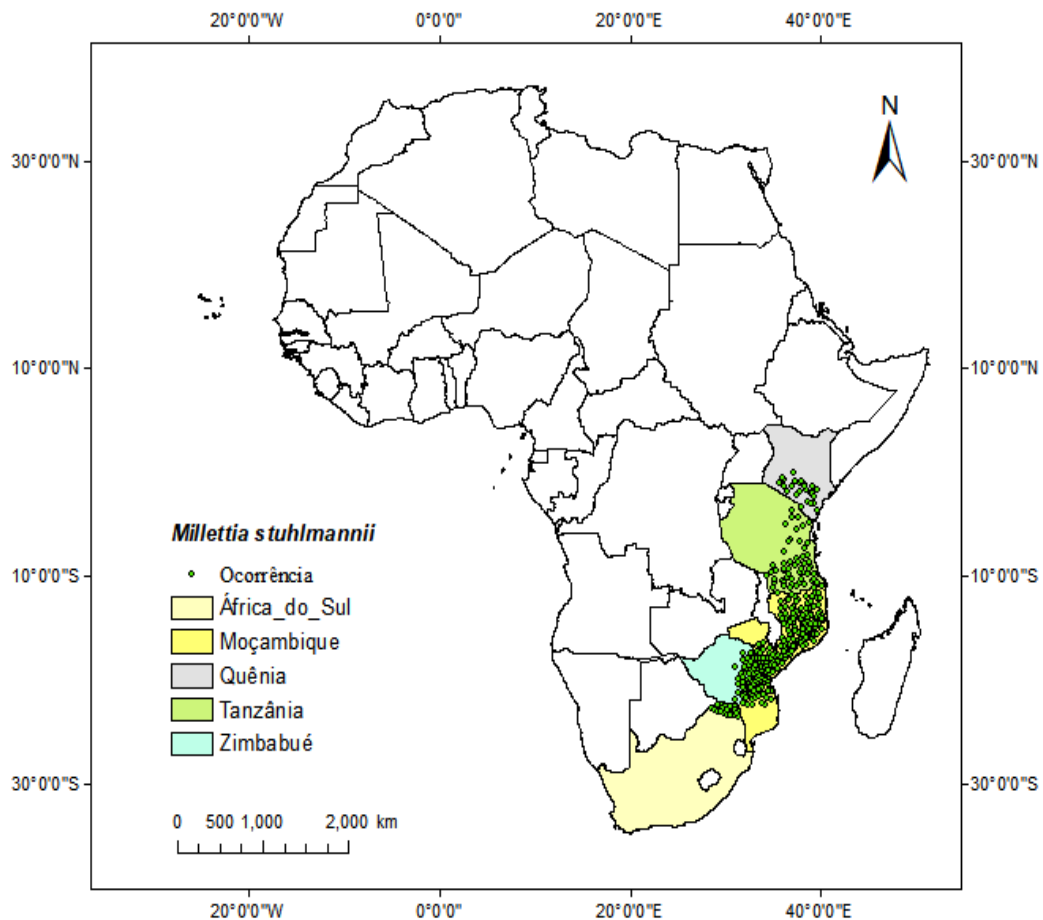 20°0'0"W 0°0'0" 20°0'0"E 40°0'0"E
N
30°0'0"N 30°0'0"N
10°0'0"N 10°0'0"N
Millettia stuhlmannii
Ocorrência
África_do_Sul
Moçambique
Quênia
Tanzânia
Zimbabué
10°0'0"S 10°0'0"S
30°0'0"S 30°0'0"S
0 500 1,000 2,000 km
20°0'0"W 0°0'0" 20°0'0"E 40°0'0"E